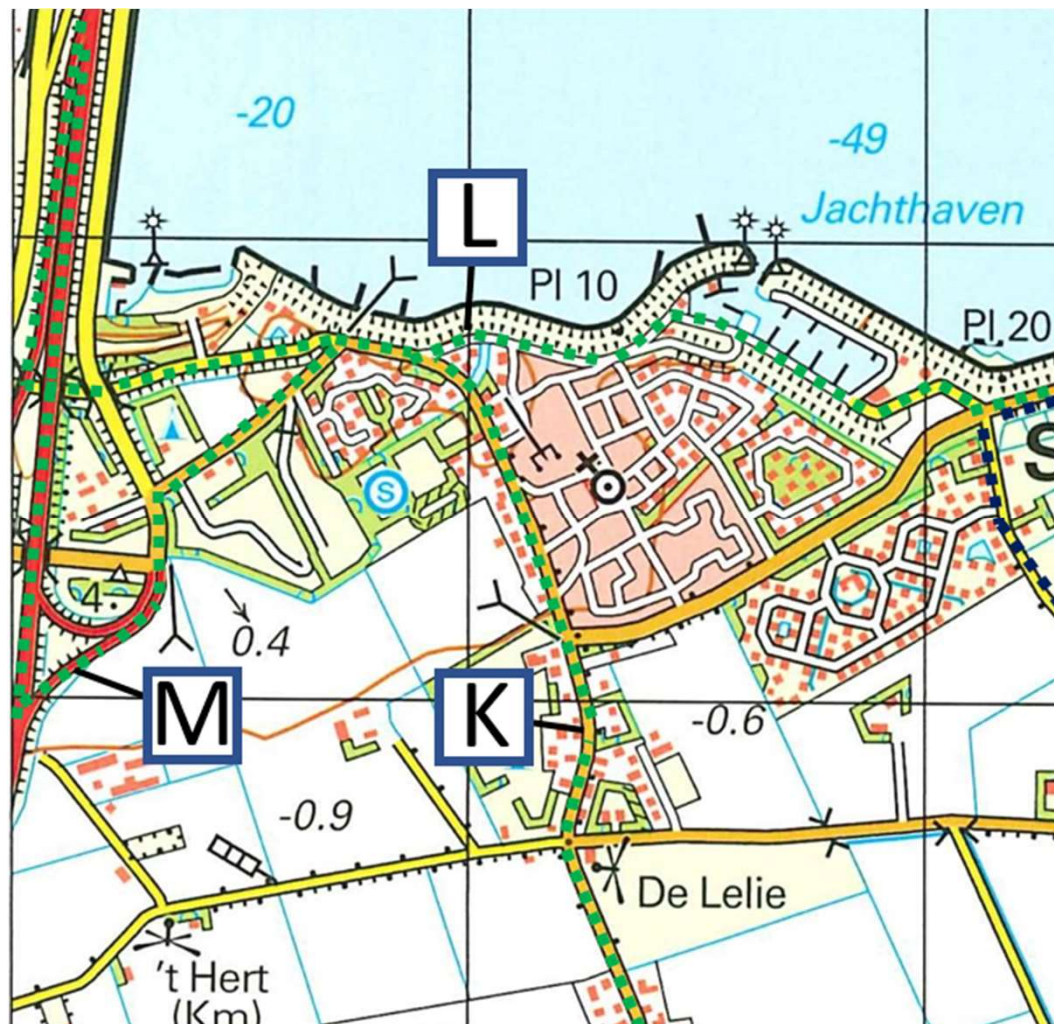 -20
-49
Jachthaven
L
Pl 10
Pl 20
S
S
4.
0.4
M
K
-0.6
-0.9
De Lelie
't Hert
(Km)